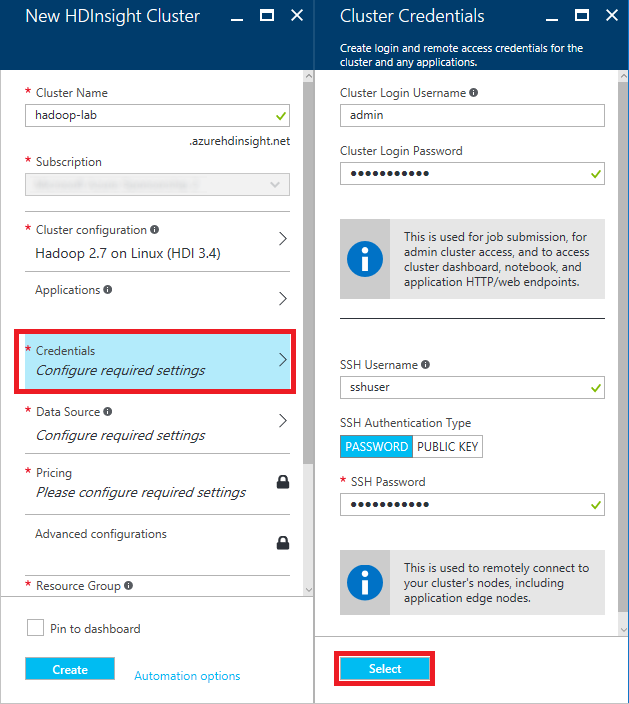 New HDInsight Cluster
* Cluster Name
hadoop-lab
.azurehdinsight.net
* Subscription
* Cluster configuration
Hadoop 2.7 on Linux (HDI 3.4)
Applications
* Credentials
Configure required settings
* Data Source
Configure required settings
* Pricing
Please configure required settings
Advanced configurations
* Resource Group
Pin to dashboard
Create
Automation options
Cluster Credentials
Create login and remote access credentials for the
cluster and any applications.
Cluster Login Username
admin
Cluster Login Password
•••••••••••
This is used for job submission, for
admin cluster access, and to access
cluster dashboard, notebook, and
application HTTP/web endpoints.
SSH Username
sshuser
SSH Authentication Type
PASSWORD PUBLIC KEY
* SSH Password
•••••••••••
This is used to remotely connect to
your cluster's nodes, including
application edge nodes.
Select